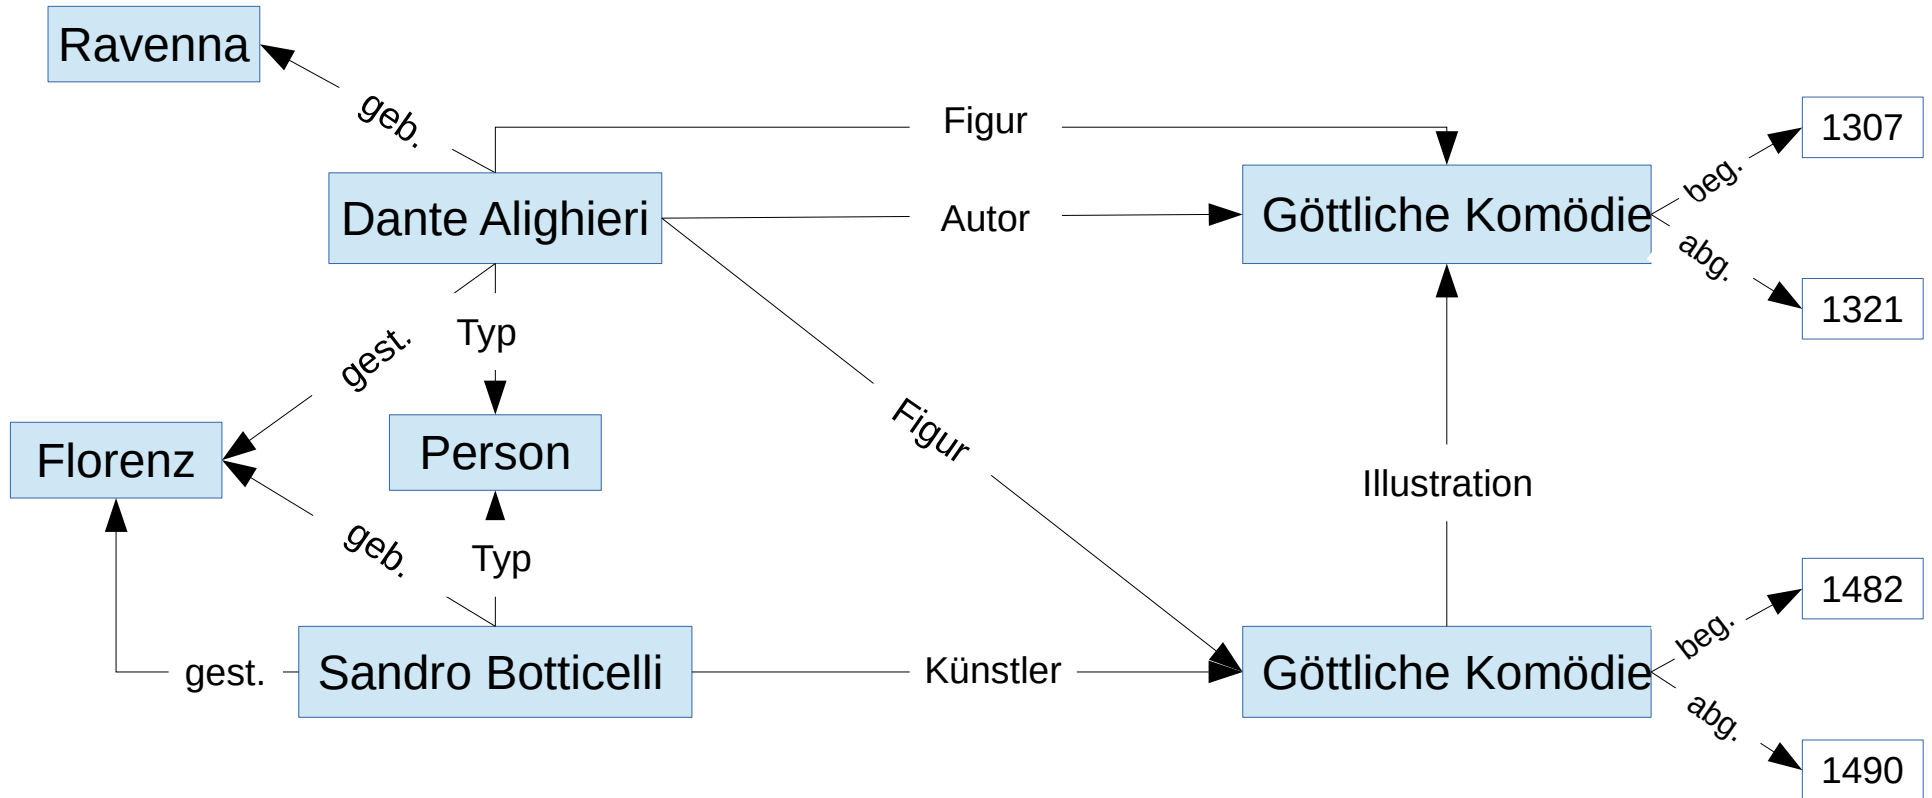 Ravenna
geb.
Figur
1307
beg.
Dante Alighieri
Autor
Göttliche Komödie
abg.
1321
gest.
Typ
Figur
Florenz
Person
Illustration
geb.
Typ
1482
beg.
gest.
Sandro Botticelli
Künstler
Göttliche Komödie
abg.
1490